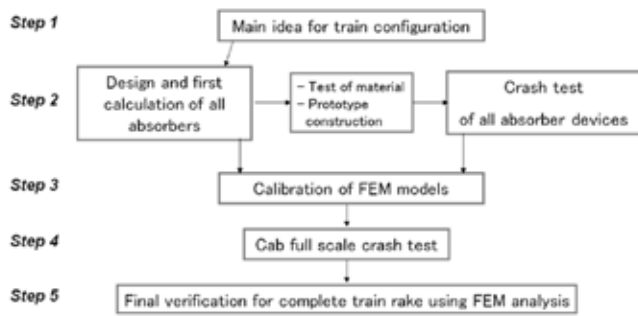 Step 1
Main idea for train configuration
Step 2
Design and first
calculation of all
absorbers
– Test of material
– Prototype
construction
Crash test
of all absorber devices
Step 3
Calibration of FEM models
Step 4
Cab full scale crash test
Step 5
Final verification for complete train rake using FEM analysis